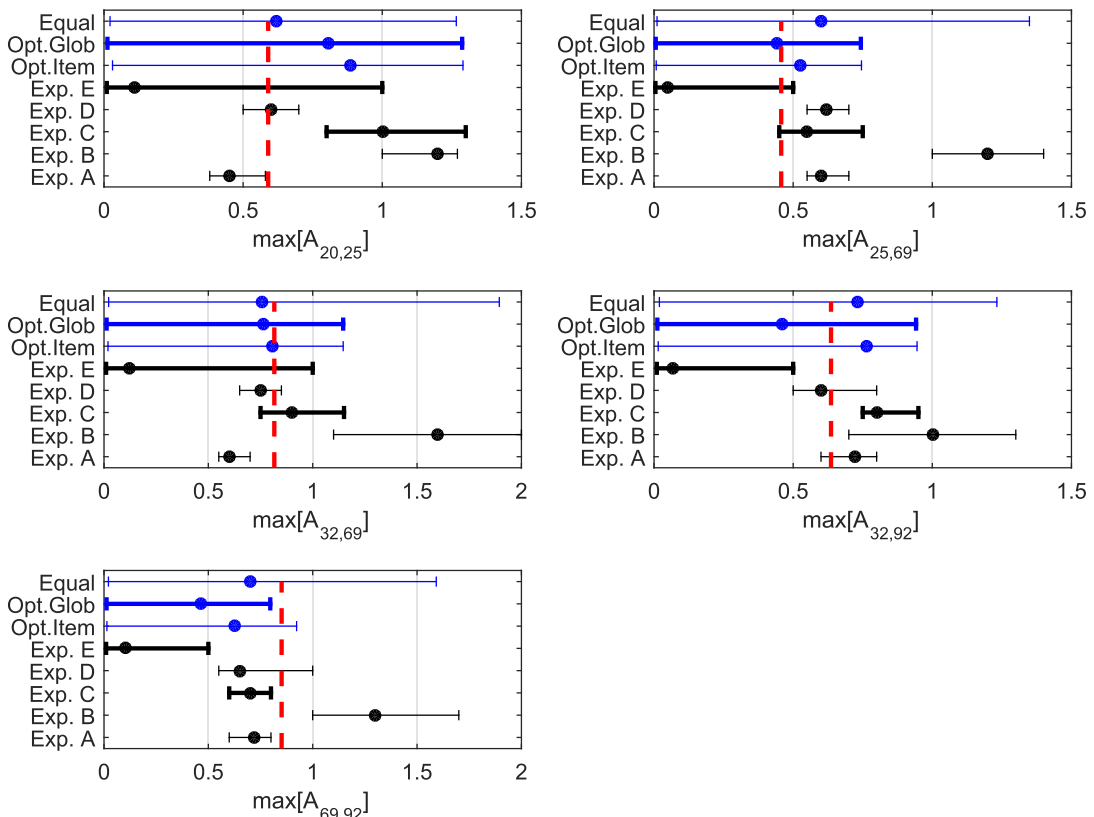 Equal
Opt.Glob
Opt.Item
Exp. E
Exp. D
Exp. C
Exp. B
Exp. A
0 0.5 1 1.5
max[A20,25]
Equal
Opt.Glob
Opt.Item
Exp. E
Exp. D
Exp. C
Exp. B
Exp. A
0 0.5 1 1.5
max[A25,69]
Equal
Opt.Glob
Opt.Item
Exp. E
Exp. D
Exp. C
Exp. B
Exp. A
0 0.5 1 1.5 2
max[A32,69]
Equal
Opt.Glob
Opt.Item
Exp. E
Exp. D
Exp. C
Exp. B
Exp. A
0 0.5 1 1.5
max[A32,92]
Equal
Opt.Glob
Opt.Item
Exp. E
Exp. D
Exp. C
Exp. B
Exp. A
0 0.5 1 1.5 2
max[A69,92]